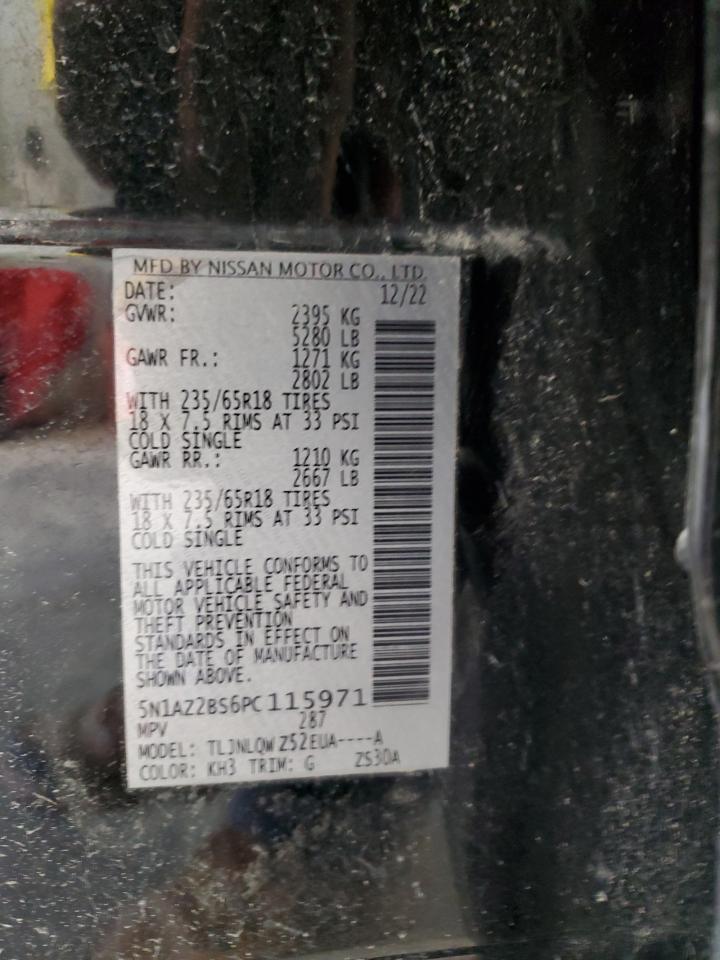 MFD BY NISSAN MOTOR CO., LTD.
DATE: 12/22
GVWR: 2395 KG
5280 LB
GAWR FR.: 1271 KG
2802 LB
WITH 235/65R18 TIRES
18 X 7.5 RIMS AT 33 PSI
COLD SINGLE
GAWR RR.: 1210 KG
2667 LB
WITH 235/65R18 TIRES
18 X 7.5 RIMS AT 33 PSI
COLD SINGLE
THIS VEHICLE CONFORMS TO
ALL APPLICABLE FEDERAL
MOTOR VEHICLE SAFETY AND
THEFT PREVENTION
STANDARDS IN EFFECT ON
THE DATE OF MANUFACTURE
SHOWN ABOVE.
5N1AZ2BS6PC115971
MPV 287
MODEL: TLJNLQW Z52EUA----A
COLOR: KH3 TRIM: G ZS30A